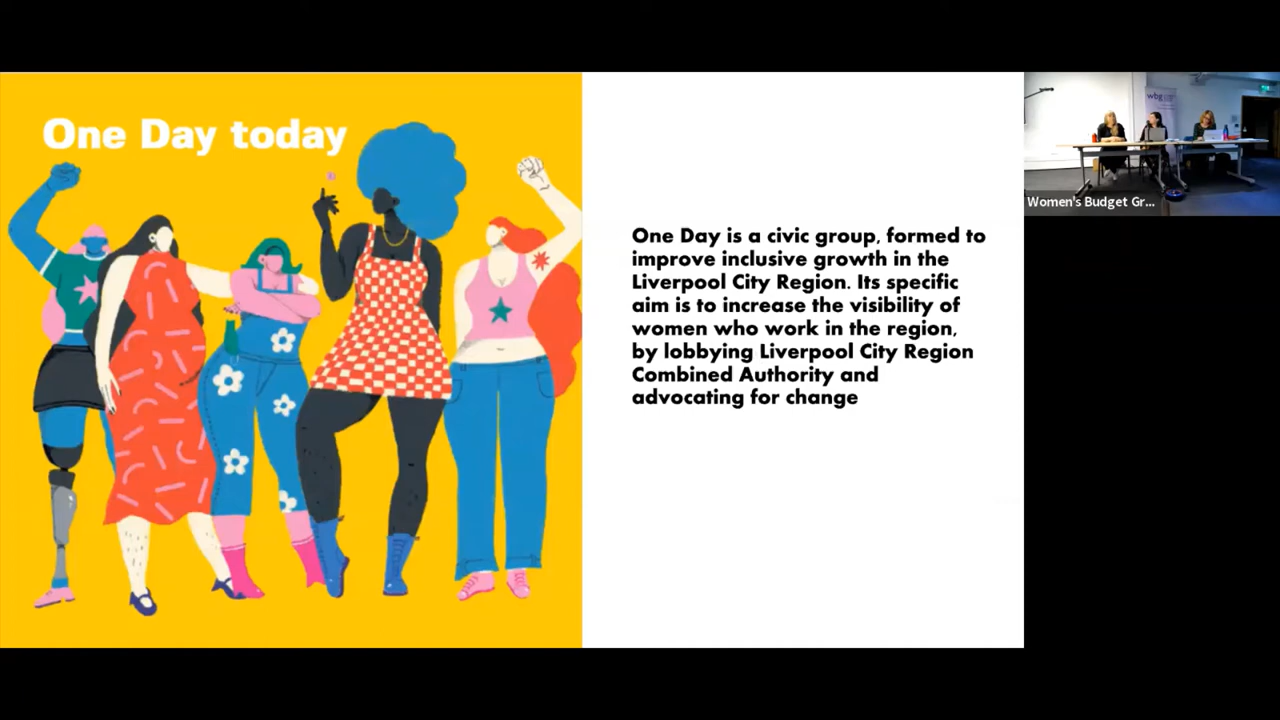 One Day today
One Day is a civic group, formed to
improve inclusive growth in the
Liverpool City Region. Its specific
aim is to increase the visibility of
women who work in the region,
by lobbying Liverpool City Region
Combined Authority and
advocating for change
wbg
Women's Budget Gr...